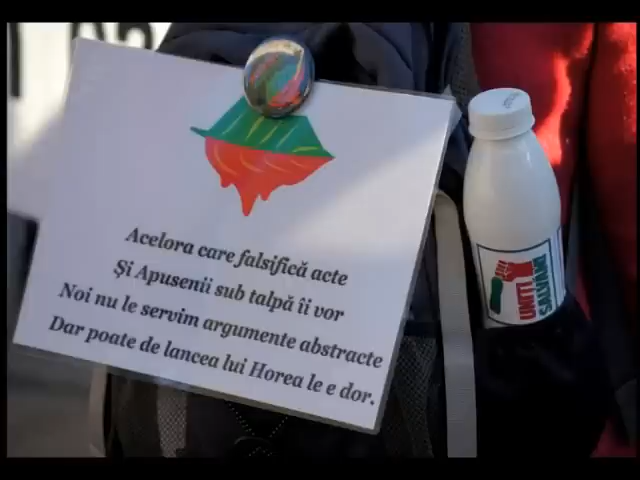 Acelora care falsifică acte
Şi Apusenii sub talpă îi vor
Noi nu le servim argumente abstracte
Dar poate de lancea lui Horea le e dor.
UNIȚI
SALVĂM